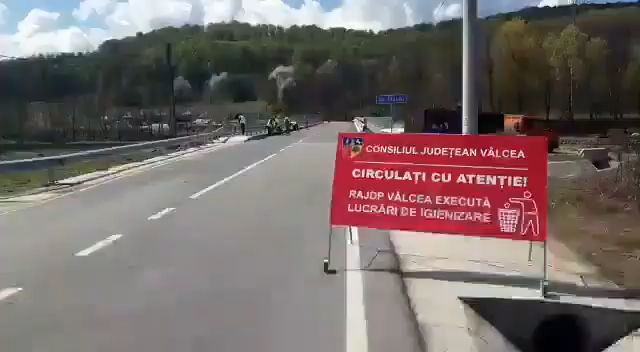 CONSILIUL JUDEȚEAN VÂLCEA
CIRCULAȚI CU ATENȚIE!
RAJDP VÂLCEA EXECUTĂ
LUCRĂRI DE IGIENIZARE